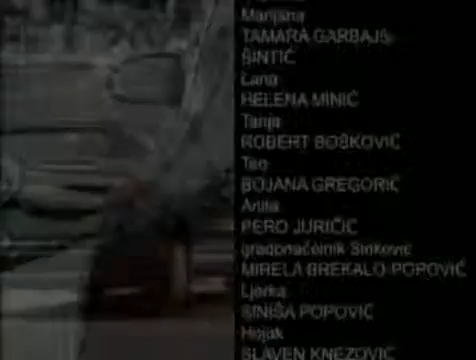 Marijana
TAMARA GARBAJS
ŠINTIĆ
Lana
HELENA MINIĆ
Tanja
ROBERT BOŠKOVIĆ
Teo
BOJANA GREGORIĆ
Anita
PERO JURIČIĆ
gradonačelnik Sinković
MIRELA BREKALO POPOVIĆ
Ljerka
SINIŠA POPOVIĆ
Hojak
SLAVEN KNEZOVIĆ